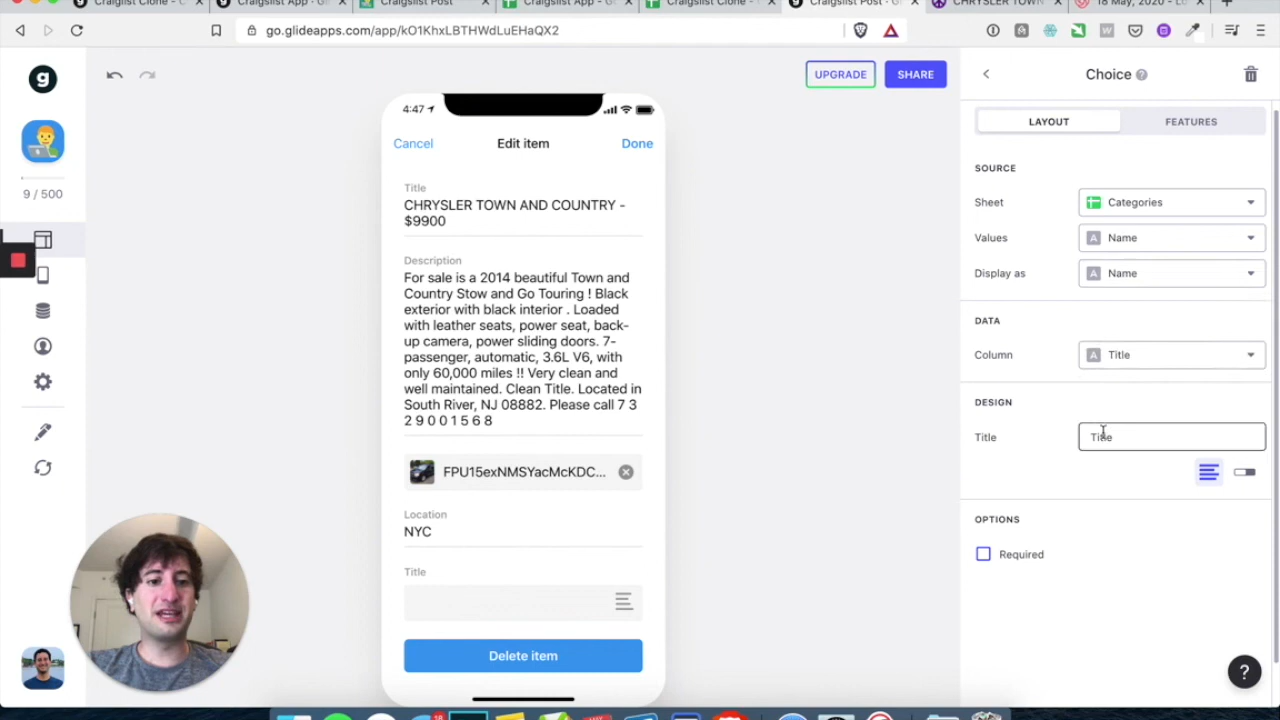 Craigslist Clone - G
Craigslist App - Gl
Craigslist Post
Craigslist App - G
Craigslist Clone - G
Craigslist Post - Gl
CHRYSLER TOWN
18 May, 2020 - Lo
go.glideapps.com/app/kO1KhxLBTHWdLuEHaQX2
g
9 / 500
UPGRADE
SHARE
4:47
Cancel
Edit item
Done
Title
CHRYSLER TOWN AND COUNTRY -
$9900
Description
For sale is a 2014 beautiful Town and
Country Stow and Go Touring ! Black
exterior with black interior . Loaded
with leather seats, power seat, back-
up camera, power sliding doors. 7-
passenger, automatic, 3.6L V6, with
only 60,000 miles !! Very clean and
well maintained. Clean Title. Located in
South River, NJ 08882. Please call 7 3
2 9 0 0 1 5 6 8
FPU15exNMSYacMcKDC...
Location
NYC
Title
Delete item
Choice
LAYOUT
FEATURES
SOURCE
Sheet
Categories
Values
A Name
Display as
A Name
DATA
Column
A Title
DESIGN
Title
Title
OPTIONS
Required
?
18